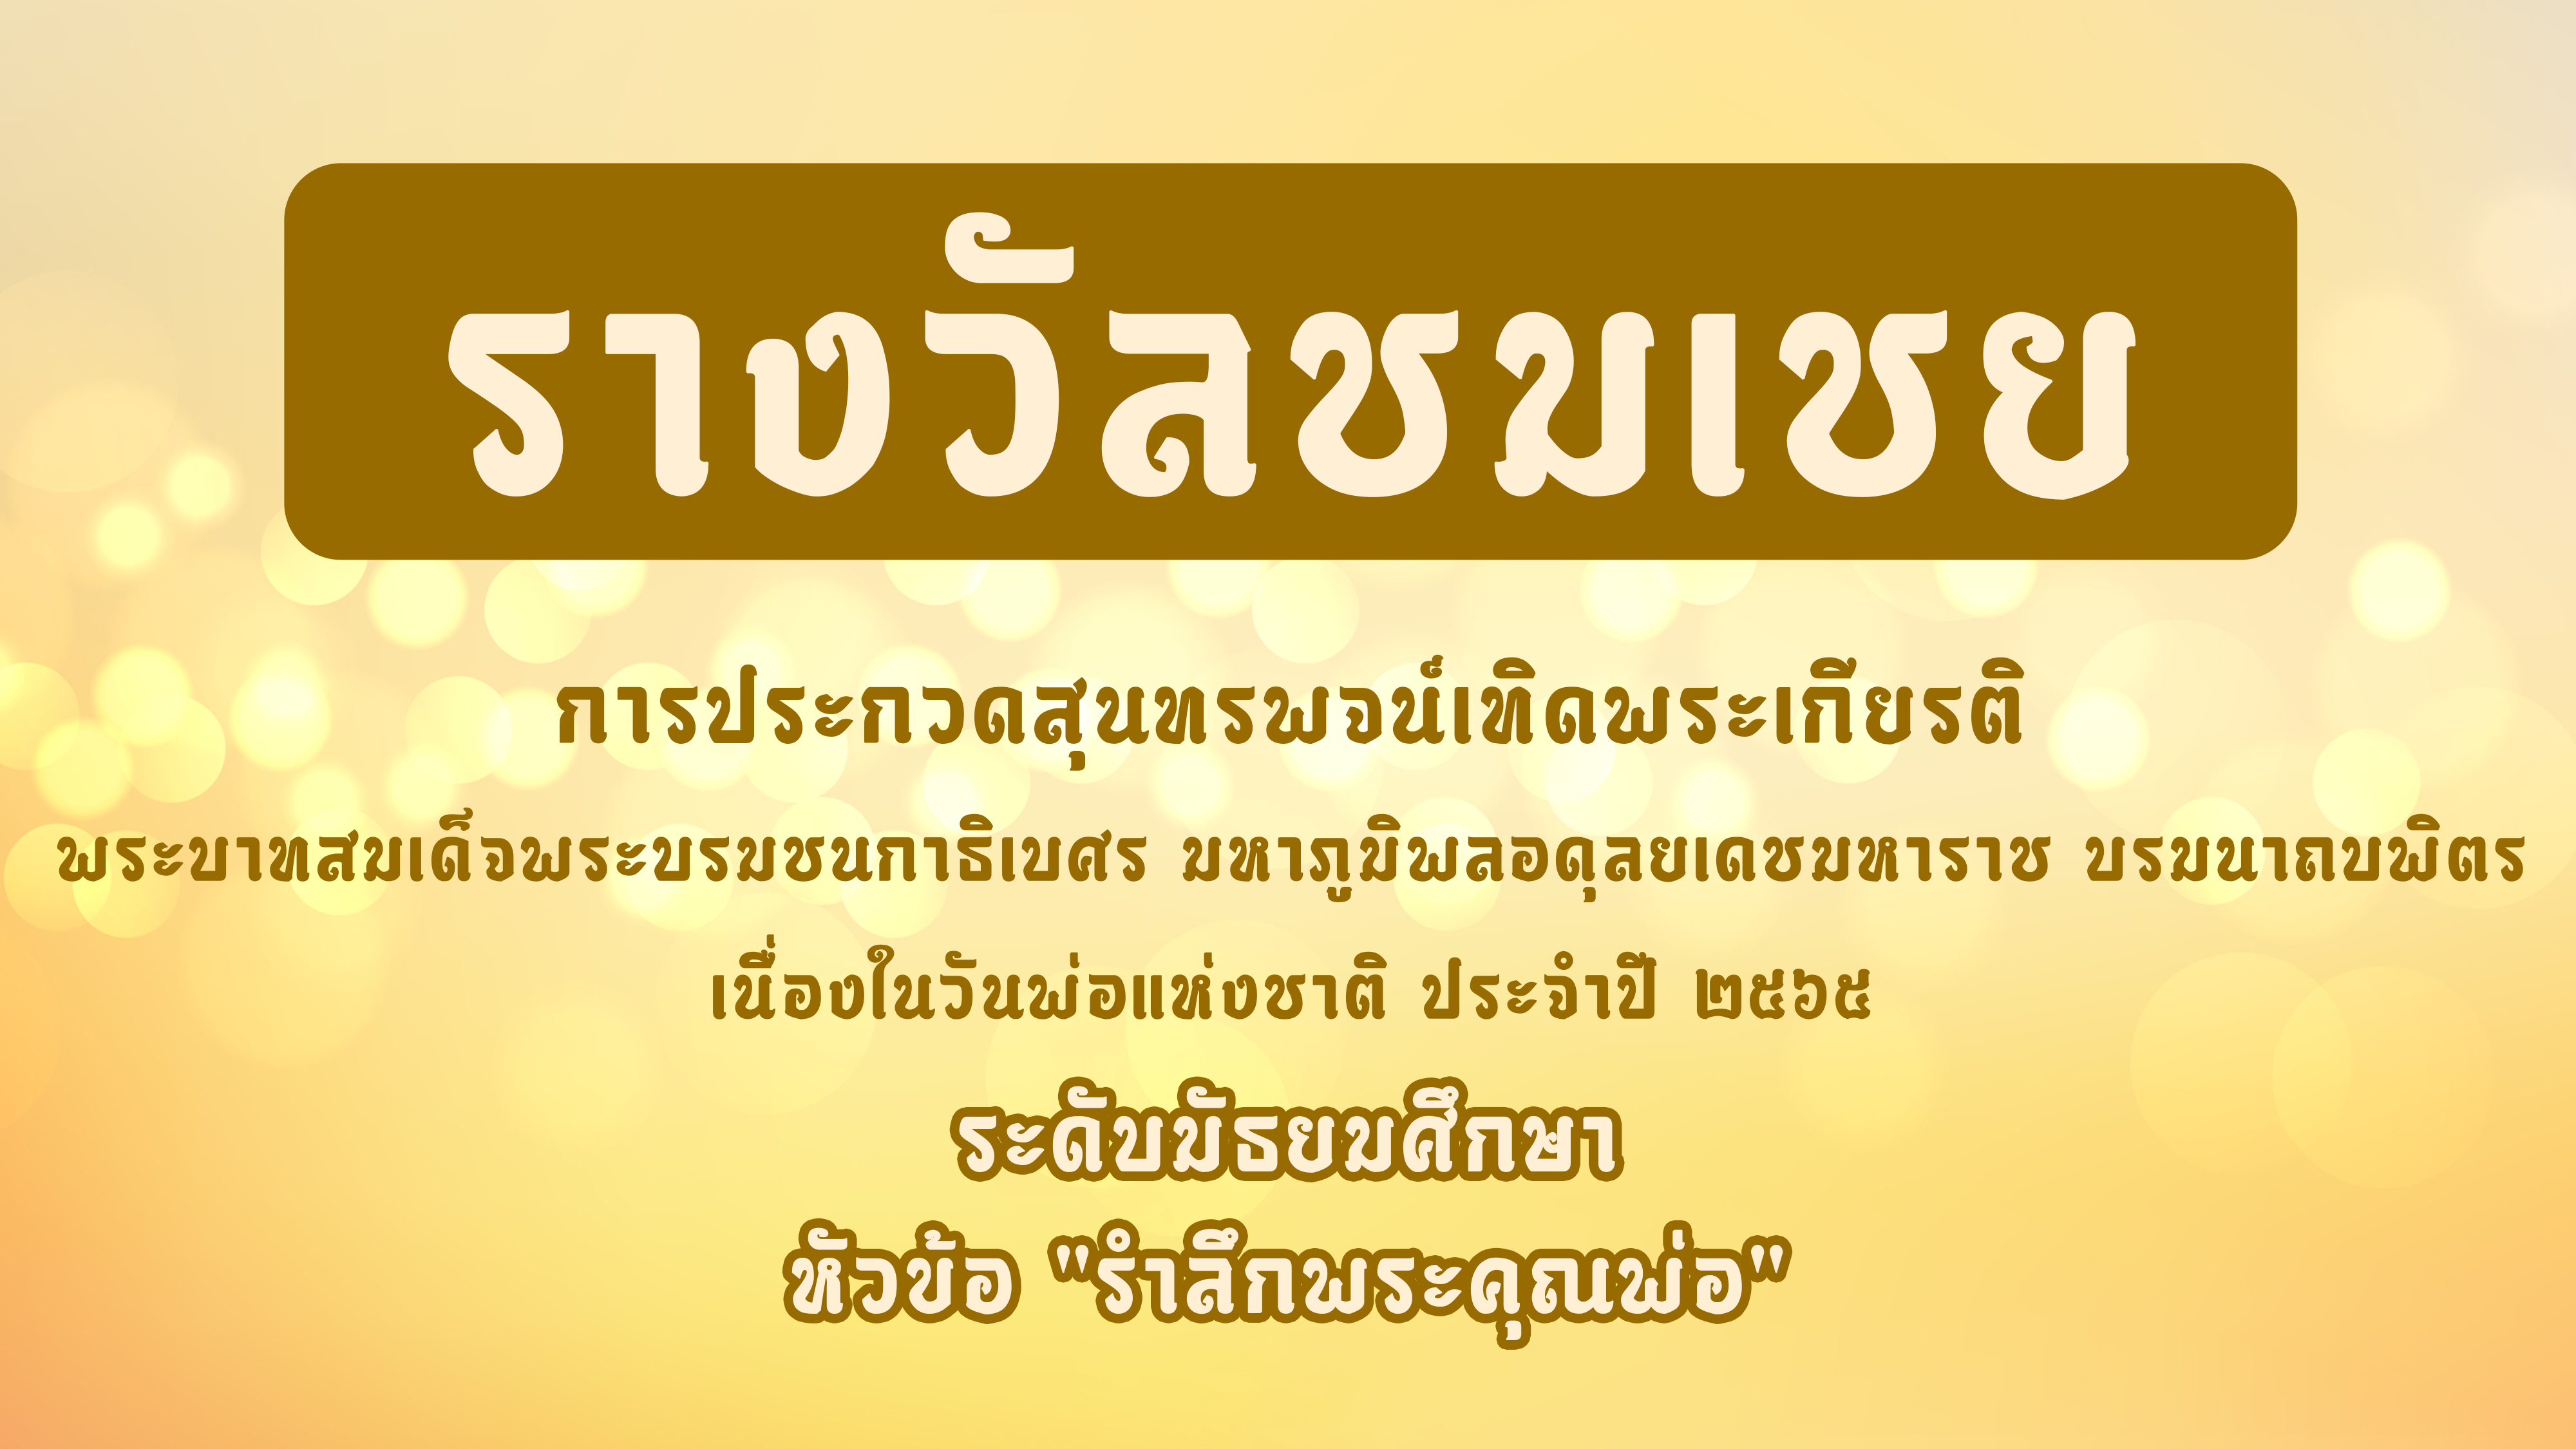 รางวัลชมเชย
การประกวดสุนทรพจน์เทิดพระเกียรติ
พระบาทสมเด็จพระบรมชนกาธิเบศร มหาภูมิพลอดุลยเดชมหาราช บรมนาถบพิตร
เนื่องในวันพ่อแห่งชาติ ประจำปี ๒๕๖๕
ระดับมัธยมศึกษา
หัวข้อ "รำลึกพระคุณพ่อ"